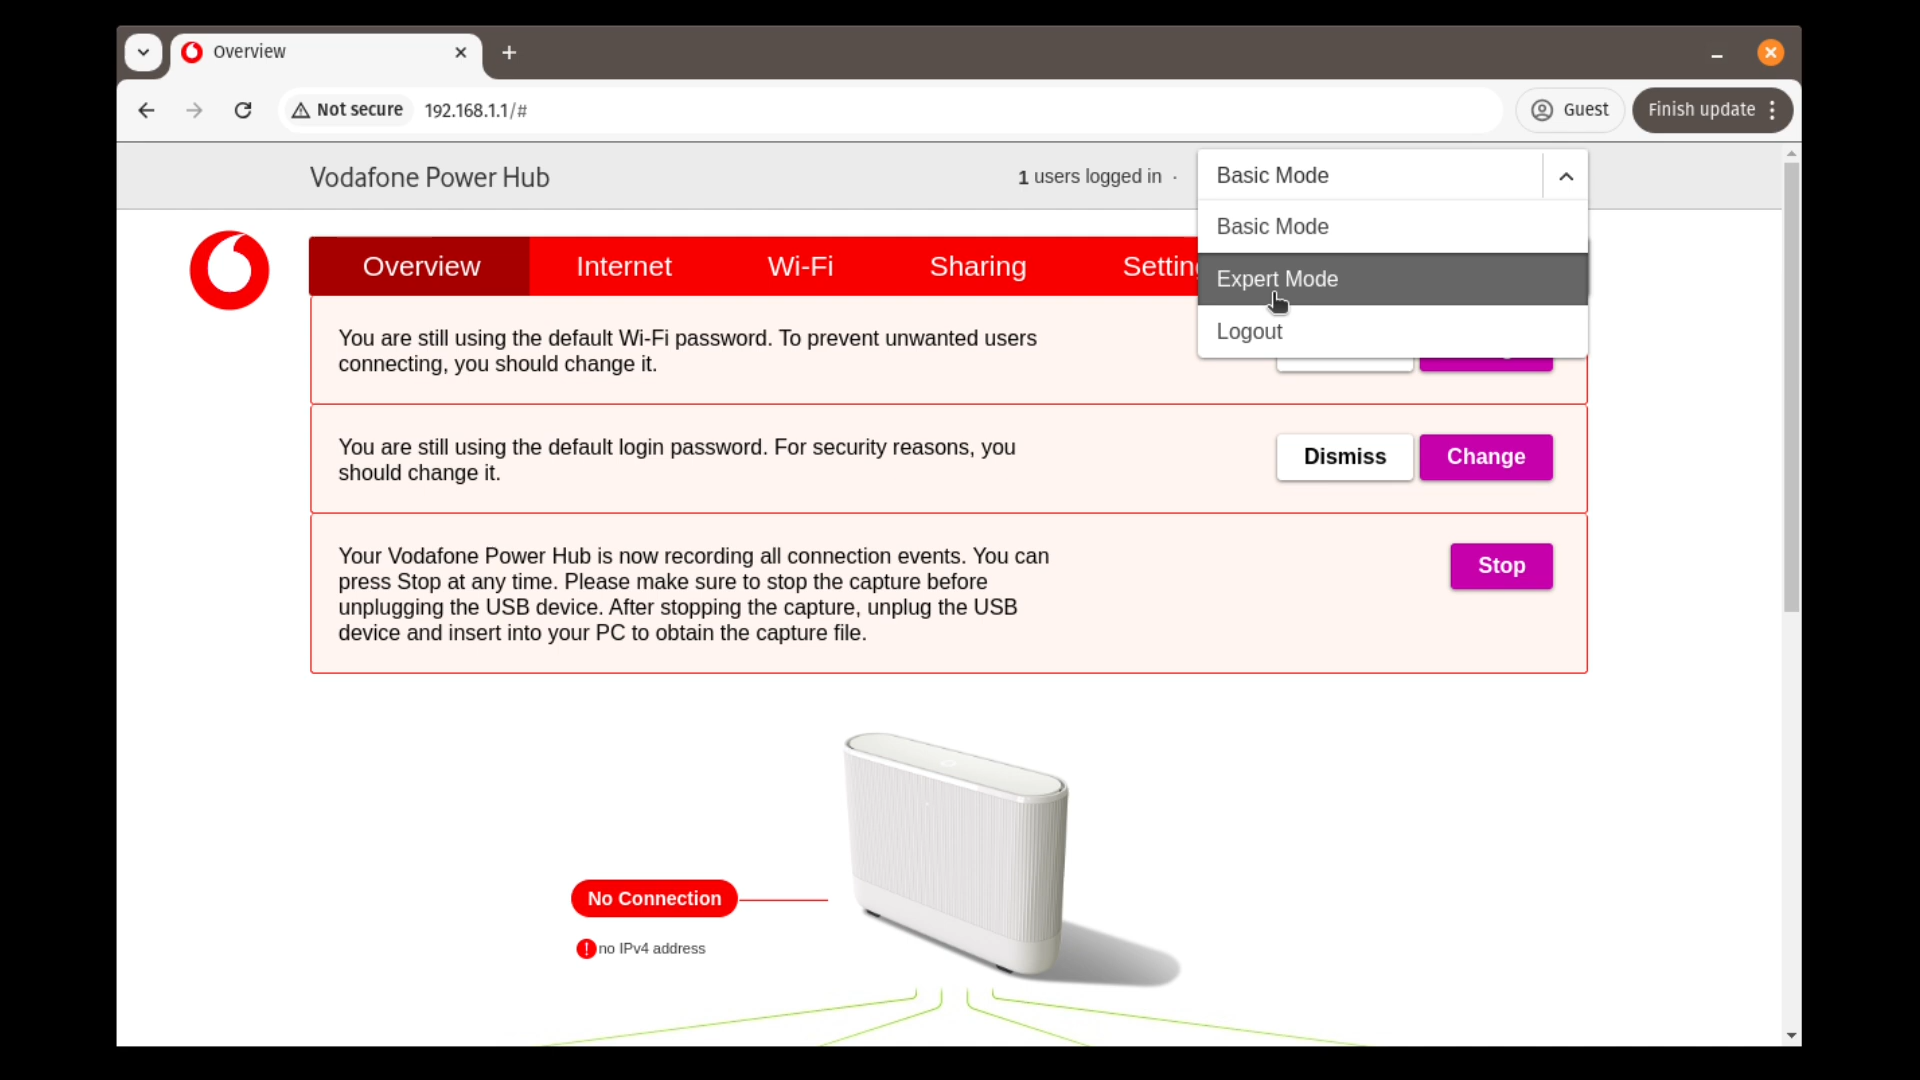 Overview
Not secure 192.168.1.1/#
Guest
Finish update
Vodafone Power Hub
1 users logged in ·
Basic Mode
Basic Mode
Expert Mode
Logout
Overview Internet Wi-Fi Sharing
You are still using the default Wi-Fi password. To prevent unwanted users
connecting, you should change it.
You are still using the default login password. For security reasons, you
should change it.
Dismiss
Change
Your Vodafone Power Hub is now recording all connection events. You can
press Stop at any time. Please make sure to stop the capture before
unplugging the USB device. After stopping the capture, unplug the USB
device and insert into your PC to obtain the capture file.
Stop
No Connection
! no IPv4 address